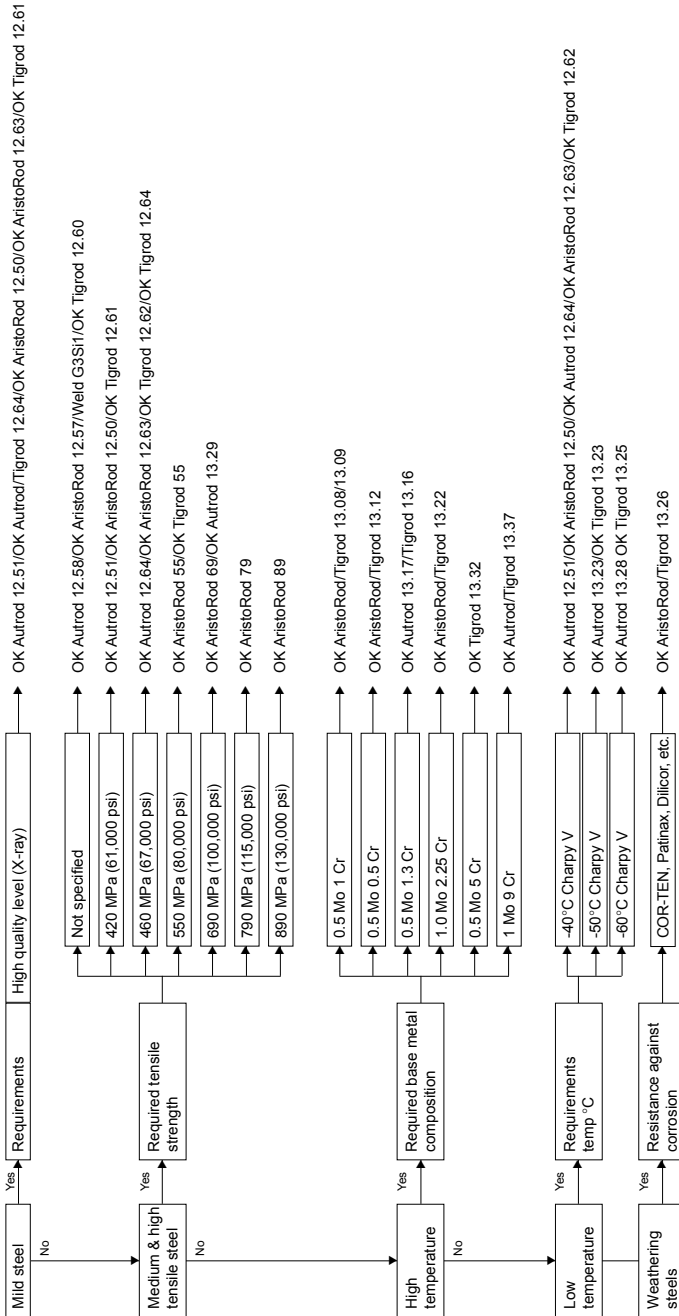 Mild steel
Yes
Requirements
High quality level (X-ray)
OK Autrod 12.51/OK Autrod/Tigrod 12.64/OK AristoRod 12.50/OK AristoRod 12.63/OK Tigrod 12.61
No
Medium & high
tensile steel
Yes
Required tensile
strength
Not specified
OK Autrod 12.58/OK AristoRod 12.57/Weld G3Si1/OK Tigrod 12.60
420 MPa (61,000 psi)
OK Autrod 12.51/OK AristoRod 12.50/OK Tigrod 12.61
460 MPa (67,000 psi)
OK Autrod 12.64/OK AristoRod 12.63/OK Tigrod 12.62/OK Tigrod 12.64
550 MPa (80,000 psi)
OK AristoRod 55/OK Tigrod 55
690 MPa (100,000 psi)
OK AristoRod 69/OK Autrod 13.29
790 MPa (115,000 psi)
OK AristoRod 79
890 MPa (130,000 psi)
OK AristoRod 89
No
High
temperature
Yes
Required base metal
composition
0.5 Mo 1 Cr
OK AristoRod/Tigrod 13.08/13.09
0.5 Mo 0.5 Cr
OK AristoRod/Tigrod 13.12
0.5 Mo 1.3 Cr
OK Autrod 13.17/Tigrod 13.16
1.0 Mo 2.25 Cr
OK AristoRod/Tigrod 13.22
0.5 Mo 5 Cr
OK Tigrod 13.32
1 Mo 9 Cr
OK Autrod/Tigrod 13.37
No
Low
temperature
Yes
Requirements
temp °C
-40°C Charpy V
OK Autrod 12.51/OK AristoRod 12.50/OK Autrod 12.64/OK AristoRod 12.63/OK Tigrod 12.62
-50°C Charpy V
OK Autrod 13.23/OK Tigrod 13.23
-60°C Charpy V
OK Autrod 13.28 OK Tigrod 13.25
Weathering
steels
Yes
Resistance against
corrosion
COR-TEN, Patinax, Dilicor, etc.
OK AristoRod/Tigrod 13.26